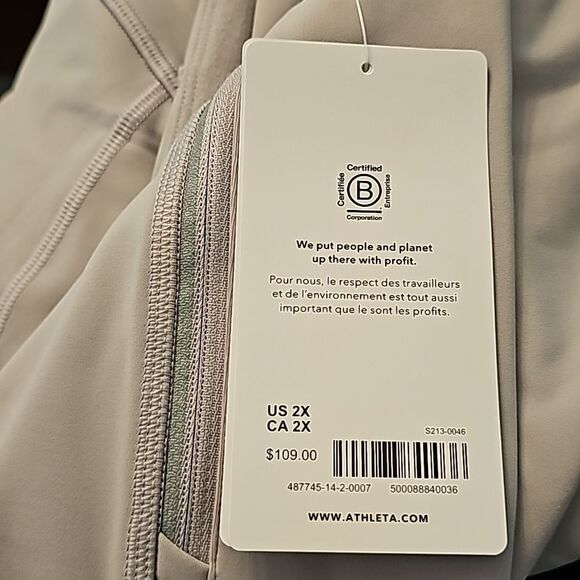 Certified
Certifiée
B
Entreprise
Corporation
We put people and planet
up there with profit.
Pour nous, le respect des travailleurs
et de l'environnement est tout aussi
important que le sont les profits.
US 2X
CA 2X
S213-0046
$109.00
487745-14-2-0007 500088840036
WWW.ATHLETA.COM